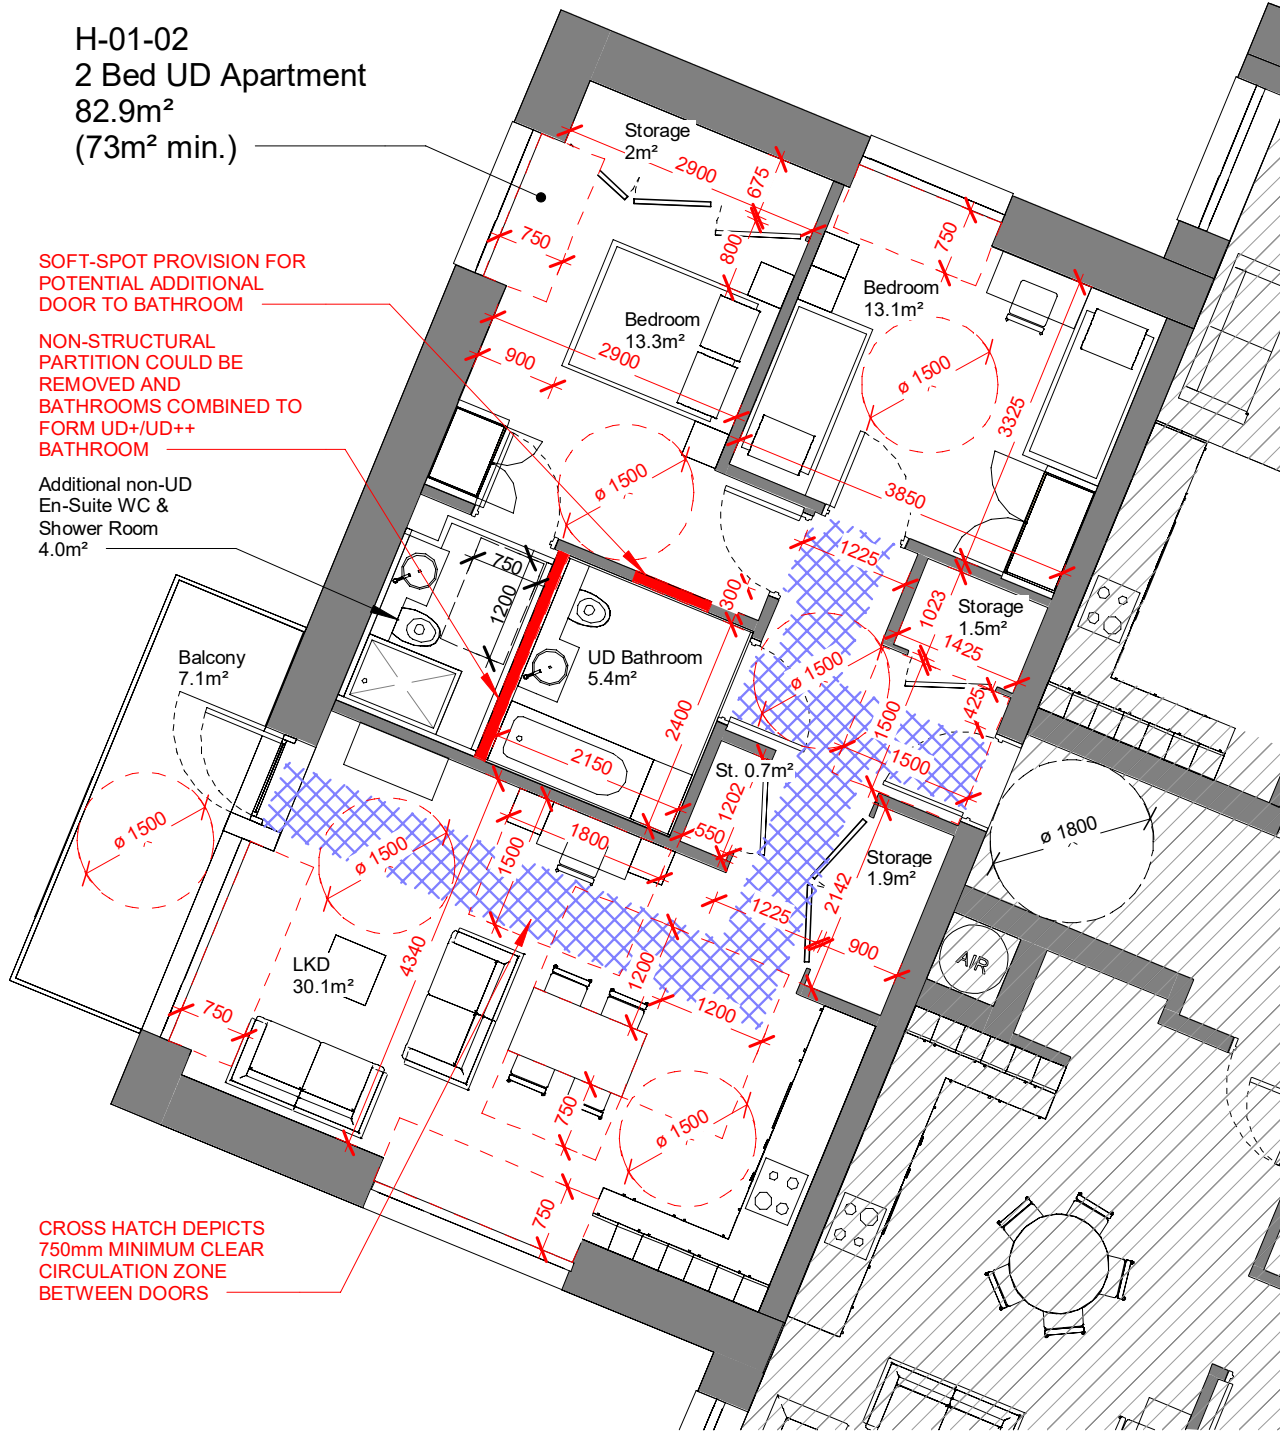 H-01-02
2 Bed UD Apartment
82.9m²
(73m² min.)
Storage
2m²
2900
675
750
800
750
SOFT-SPOT PROVISION FOR
POTENTIAL ADDITIONAL
DOOR TO BATHROOM
Bedroom
13.1m²
Bedroom
13.3m²
NON-STRUCTURAL
PARTITION COULD BE
REMOVED AND
BATHROOMS COMBINED TO
FORM UD+/UD++
BATHROOM
900
2900
ø 1500
3325
ø 1500
3850
Additional non-UD
En-Suite WC &
Shower Room
4.0m²
750
1200
1225
300
1023
Storage
1.5m²
1425
Balcony
7.1m²
UD Bathroom
5.4m²
ø 1500
2400
1500
425
2150
St. 0.7m²
1500
1202
ø 1500
ø 1500
1500
1800
550
ø 1800
Storage
1.9m²
2142
1225
900
4340
LKD
30.1m²
1200
AIR
750
1200
750
ø 1500
750
CROSS HATCH DEPICTS
750mm MINIMUM CLEAR
CIRCULATION ZONE
BETWEEN DOORS